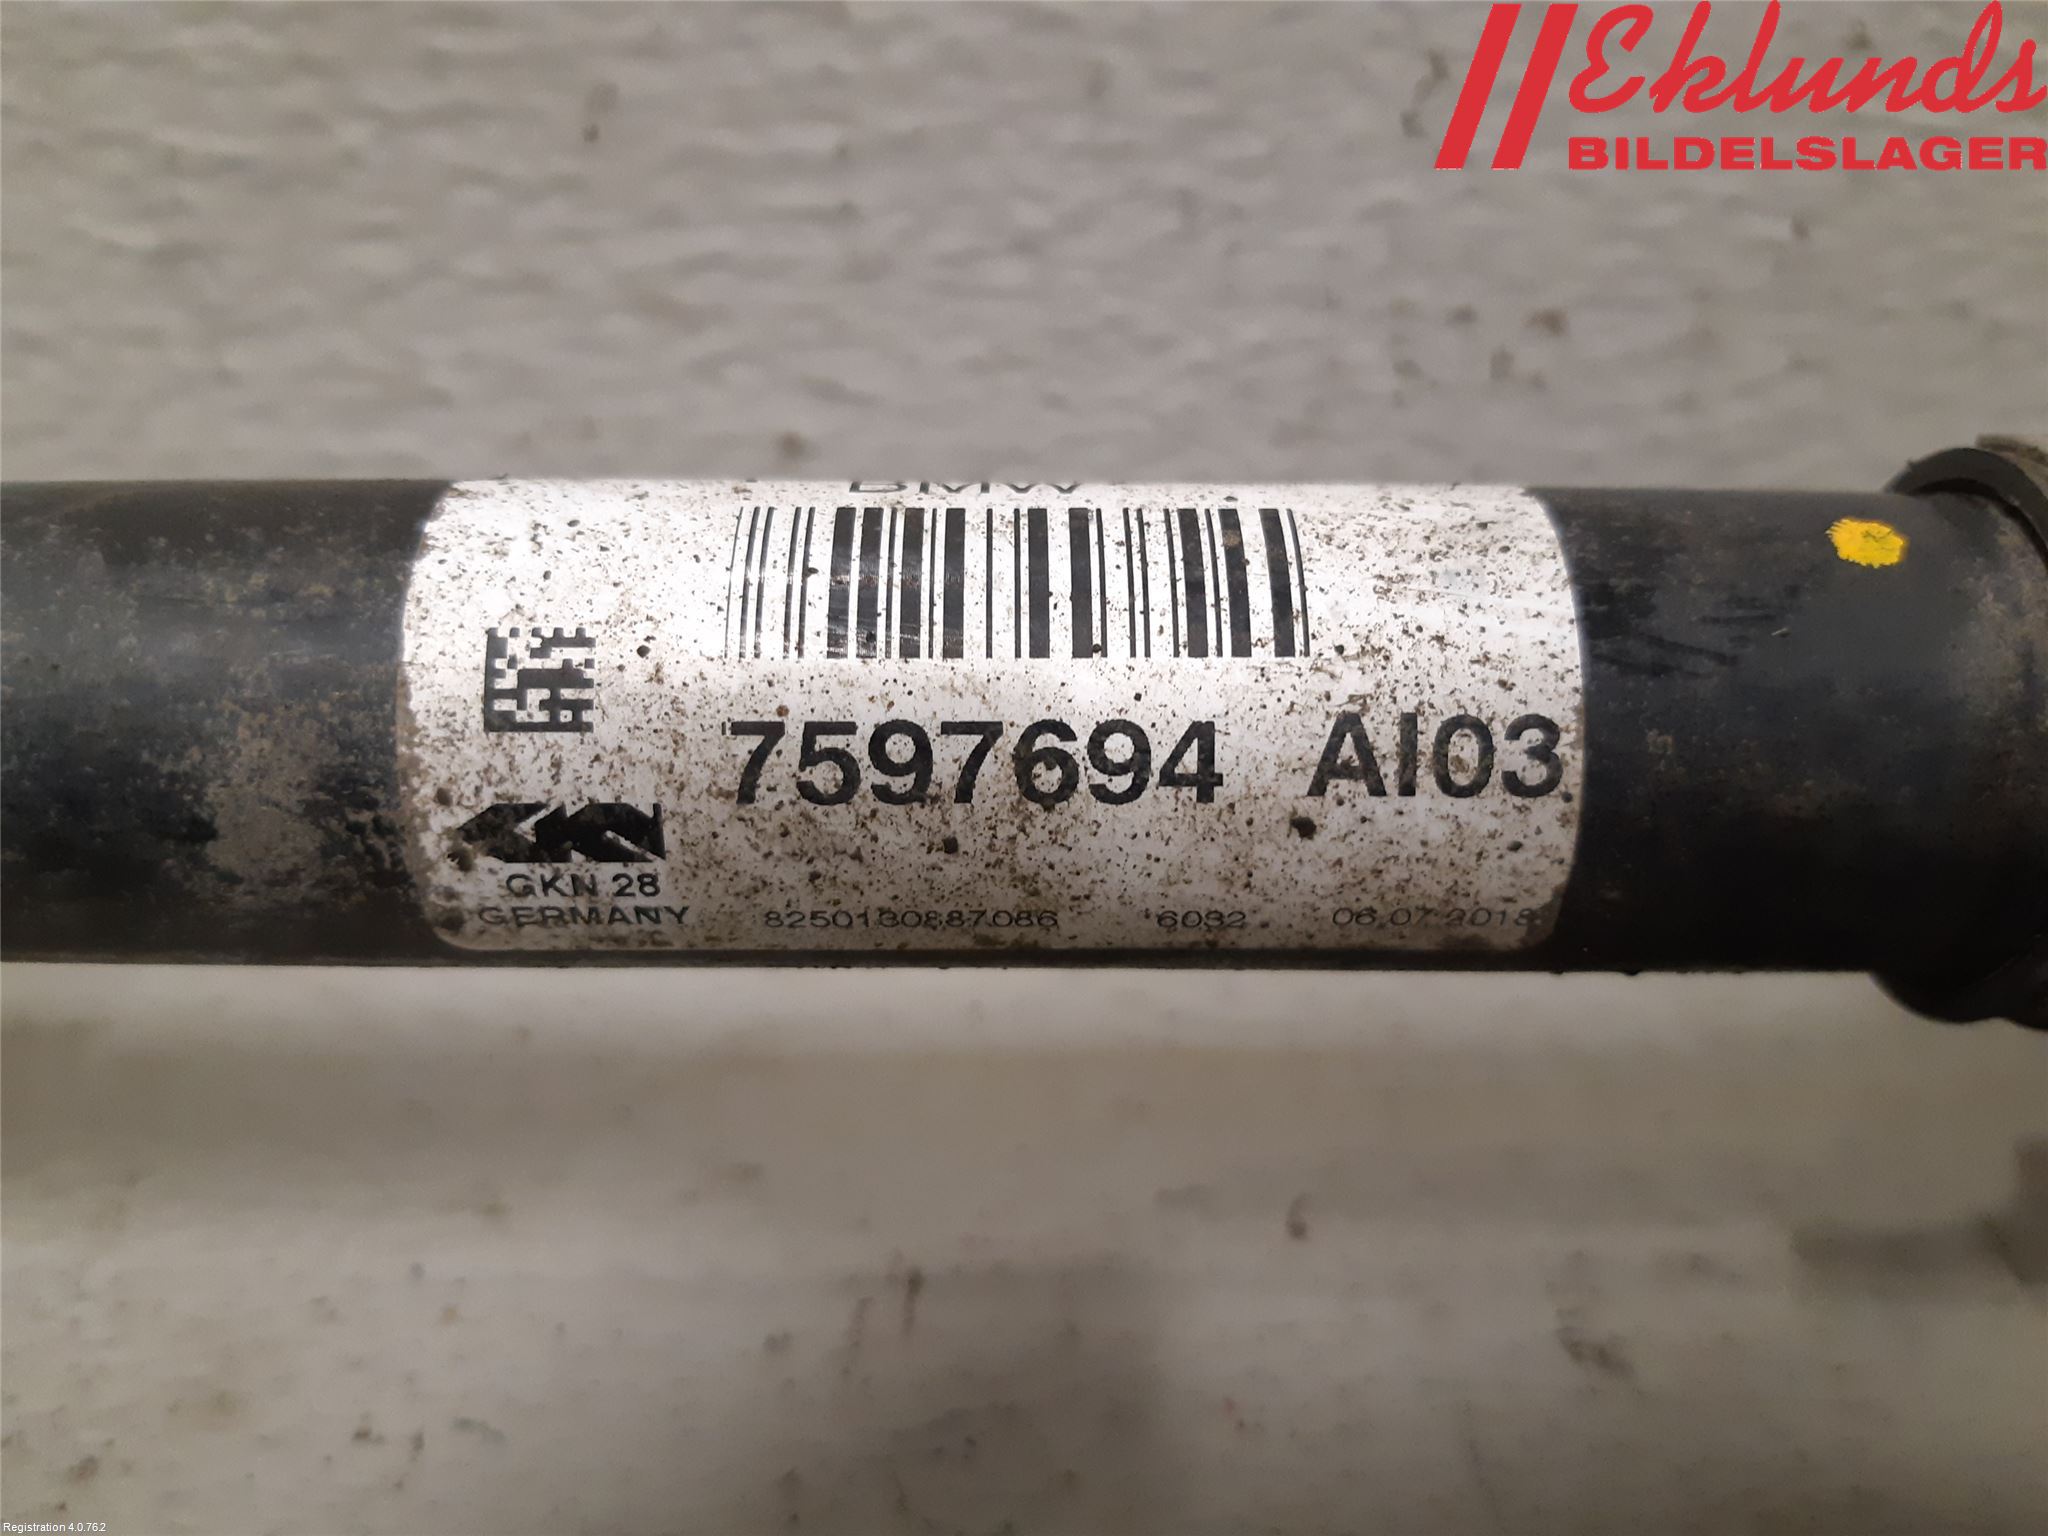 Eklunds
BILDELSLAGER
BMW
7597694 AI03
GKN 28
GERMANY 8250130887086 6032 06.07.2018
Registration 4.0.762